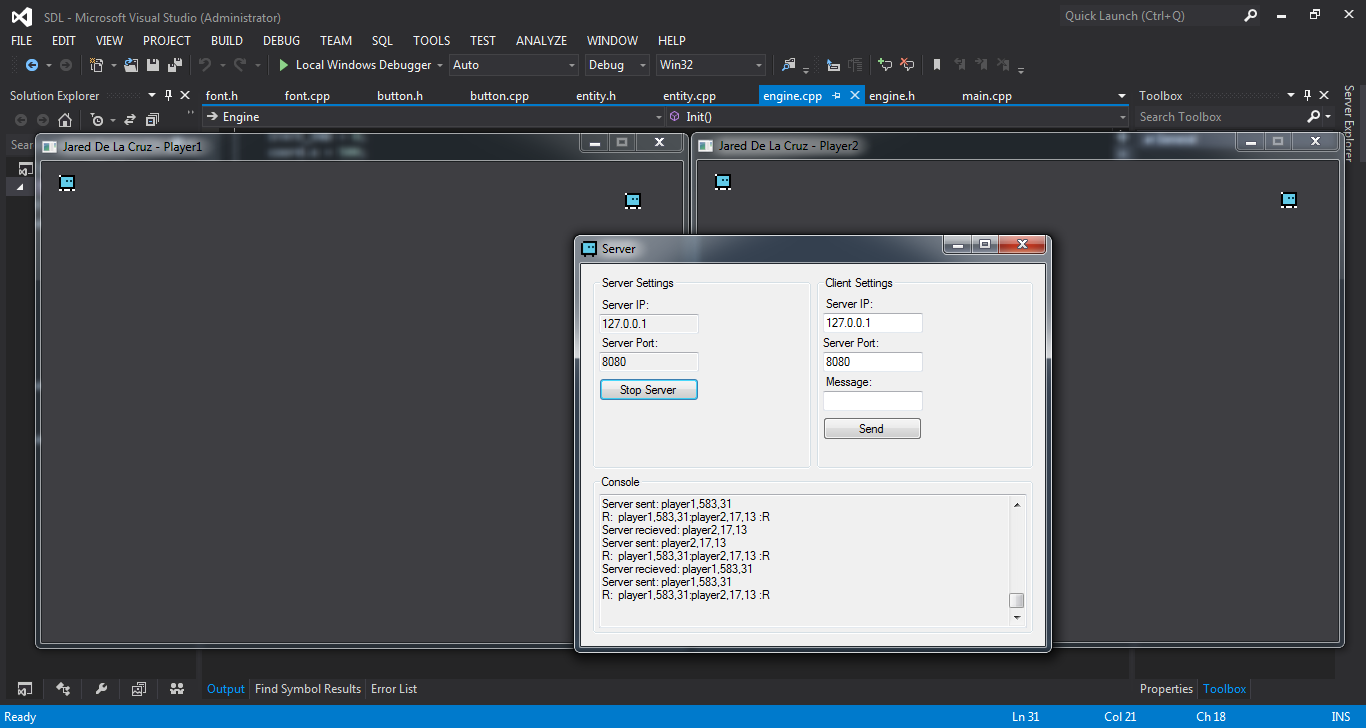 SDL - Microsoft Visual Studio (Administrator)
Quick Launch (Ctrl+Q)
FILE EDIT VIEW PROJECT BUILD DEBUG TEAM SQL TOOLS TEST ANALYZE WINDOW HELP
Local Windows Debugger Auto Debug Win32
Solution Explorer
font.h font.cpp button.h button.cpp entity.h entity.cpp engine.cpp engine.h main.cpp
Toolbox
Server Explorer
Engine
Init()
Search Toolbox
Sear
Jared De La Cruz - Player1
Jared De La Cruz - Player2
Server
Server Settings
Server IP:
127.0.0.1
Server Port:
8080
Stop Server
Client Settings
Server IP:
127.0.0.1
Server Port:
8080
Message:
Send
Console
Server sent: player1,583,31
R: player1,583,31:player2,17,13 :R
Server recieved: player2,17,13
Server sent: player2,17,13
R: player1,583,31:player2,17,13 :R
Server recieved: player1,583,31
Server sent: player1,583,31
R: player1,583,31:player2,17,13 :R
Output Find Symbol Results Error List
Properties Toolbox
Ready
Ln 31 Col 21 Ch 18 INS